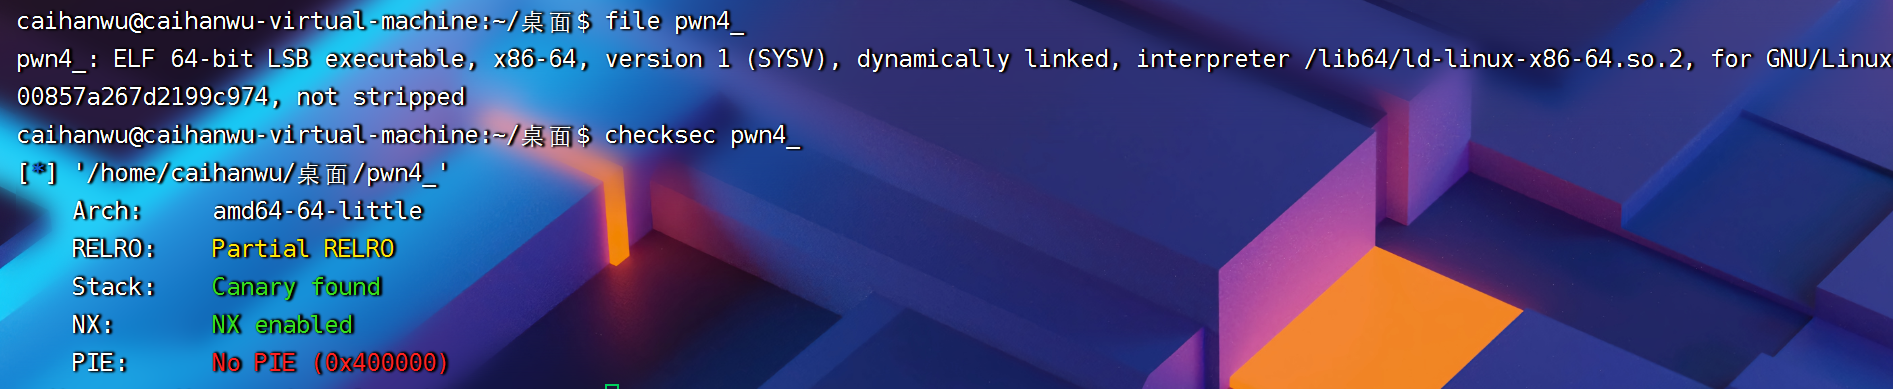 caihanwu@caihanwu-virtual-machine:~/桌面$ file pwn4_
pwn4_: ELF 64-bit LSB executable, x86-64, version 1 (SYSV), dynamically linked, interpreter /lib64/ld-linux-x86-64.so.2, for GNU/Linux
00857a267d2199c974, not stripped
caihanwu@caihanwu-virtual-machine:~/桌面$ checksec pwn4_
[*] '/home/caihanwu/桌面/pwn4_'
    Arch:     amd64-64-little
    RELRO:    Partial RELRO
    Stack:    Canary found
    NX:       NX enabled
    PIE:      No PIE (0x400000)